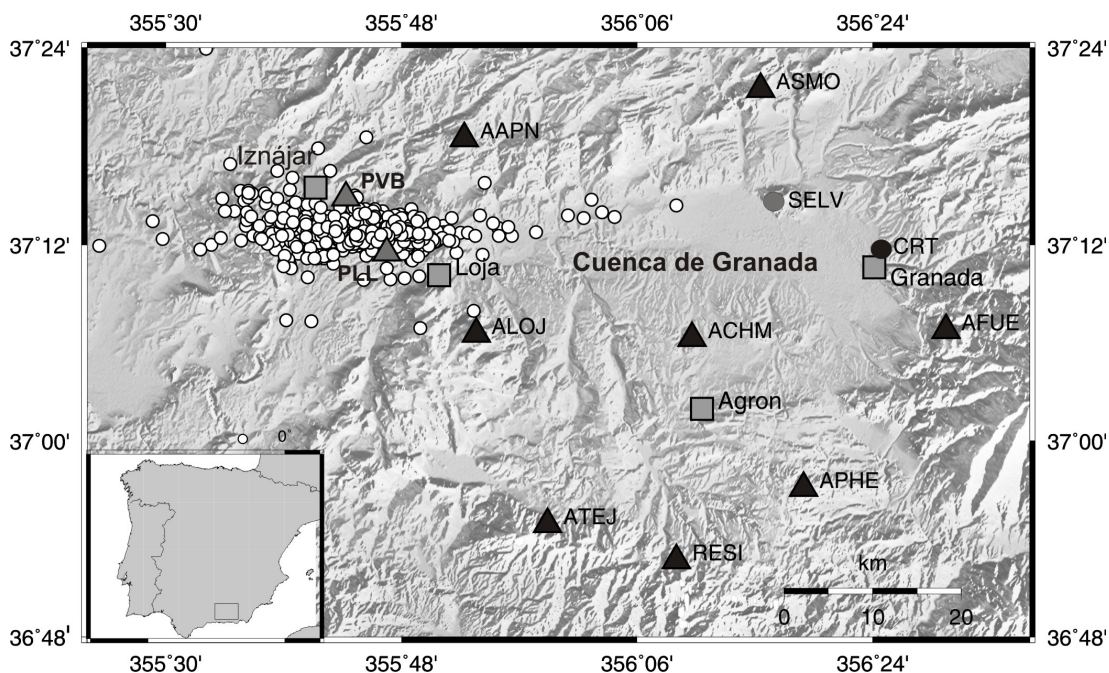 355°30' 355°48' 356°06' 356°24'
37°24' 37°24'
ASMO
AAPN
Iznájar
PVB
SELV
37°12' CRT 37°12'
PLL Loja Cuenca de Granada Granada
ALOJ ACHM AFUE
Agron
37°00' 0° 37°00'
APHE
ATEJ
RESI
km
0 10 20
36°48' 36°48'
355°30' 355°48' 356°06' 356°24'